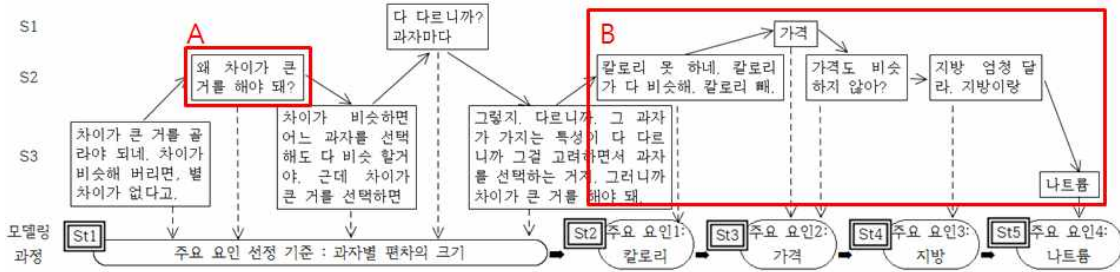 S1
다 다르니까?
과자마다
B
가격
A
S2
왜 차이가 큰
거를 해야 돼?
칼로리 못 하네. 칼로리
가 다 비슷해. 칼로리 빼.
가격도 비슷
하지 않아?
지방 엄청 달
라. 지방이랑
S3
차이가 큰 거를 골
라야 되네. 차이가
비슷해 버리면, 별
차이가 없다고.
차이가 비슷하면
어느 과자를 선택
해도 다 비슷 할거
야. 근데 차이가
큰 거를 선택하면
그렇지. 다르니까. 그 과자
가 가지는 특성이 다 다르
니까 그걸 고려하면서 과자
를 선택하는 거지. 그러니까
차이가 큰 거를 해야 돼.
나트륨
모델링
과정
St1
주요 요인 선정 기준 : 과자별 편차의 크기
St2
주요 요인1:
칼로리
St3
주요 요인2:
가격
St4
주요 요인3:
지방
St5
주요 요인4:
나트륨